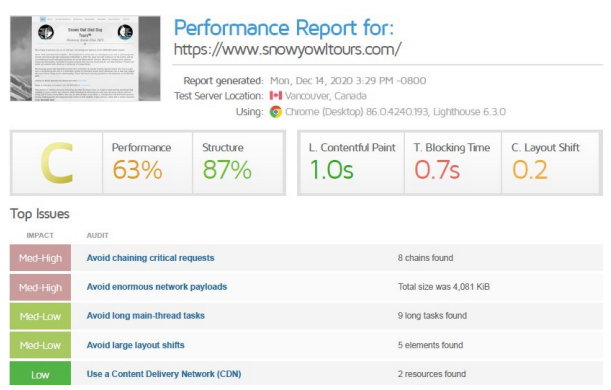 Performance Report for:
https://www.snowyowltours.com/
Report generated: Mon, Dec 14, 2020 3:29 PM -0800
Test Server Location: Vancouver, Canada
Using: Chrome (Desktop) 86.0.4240.193, Lighthouse 6.3.0
C
Performance Structure L. Contentful Paint T. Blocking Time C. Layout Shift
63% 87% 1.0s 0.7s 0.2
Top Issues
IMPACT AUDIT
Med-High Avoid chaining critical requests 8 chains found
Med-High Avoid enormous network payloads Total size was 4,081 KiB
Med-Low Avoid long main-thread tasks 9 long tasks found
Med-Low Avoid large layout shifts 5 elements found
Low Use a Content Delivery Network (CDN) 2 resources found